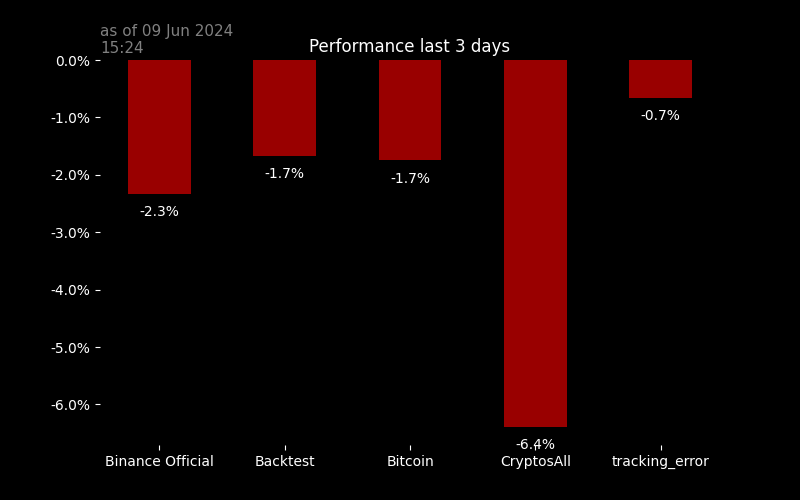 as of 09 Jun 2024
15:24
Performance last 3 days
0.0%
-1.0%
-2.0%
-3.0%
-4.0%
-5.0%
-6.0%
-2.3%
-1.7%
-1.7%
-6.4%
-0.7%
Binance Official
Backtest
Bitcoin
CryptosAll
tracking_error